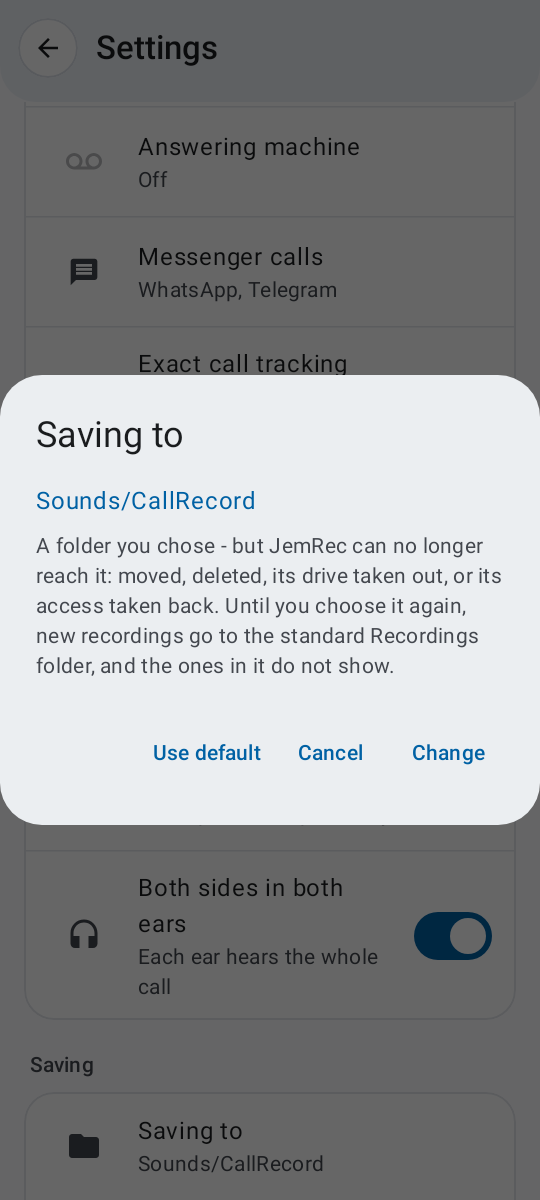 Settings
Answering machine
Off
Messenger calls
WhatsApp, Telegram
Exact call tracking
Saving to
Sounds/CallRecord
A folder you chose - but JemRec can no longer
reach it: moved, deleted, its drive taken out, or its
access taken back. Until you choose it again,
new recordings go to the standard Recordings
folder, and the ones in it do not show.
Use default
Cancel
Change
Both sides in both
ears
Each ear hears the whole
call
Saving
Saving to
Sounds/CallRecord